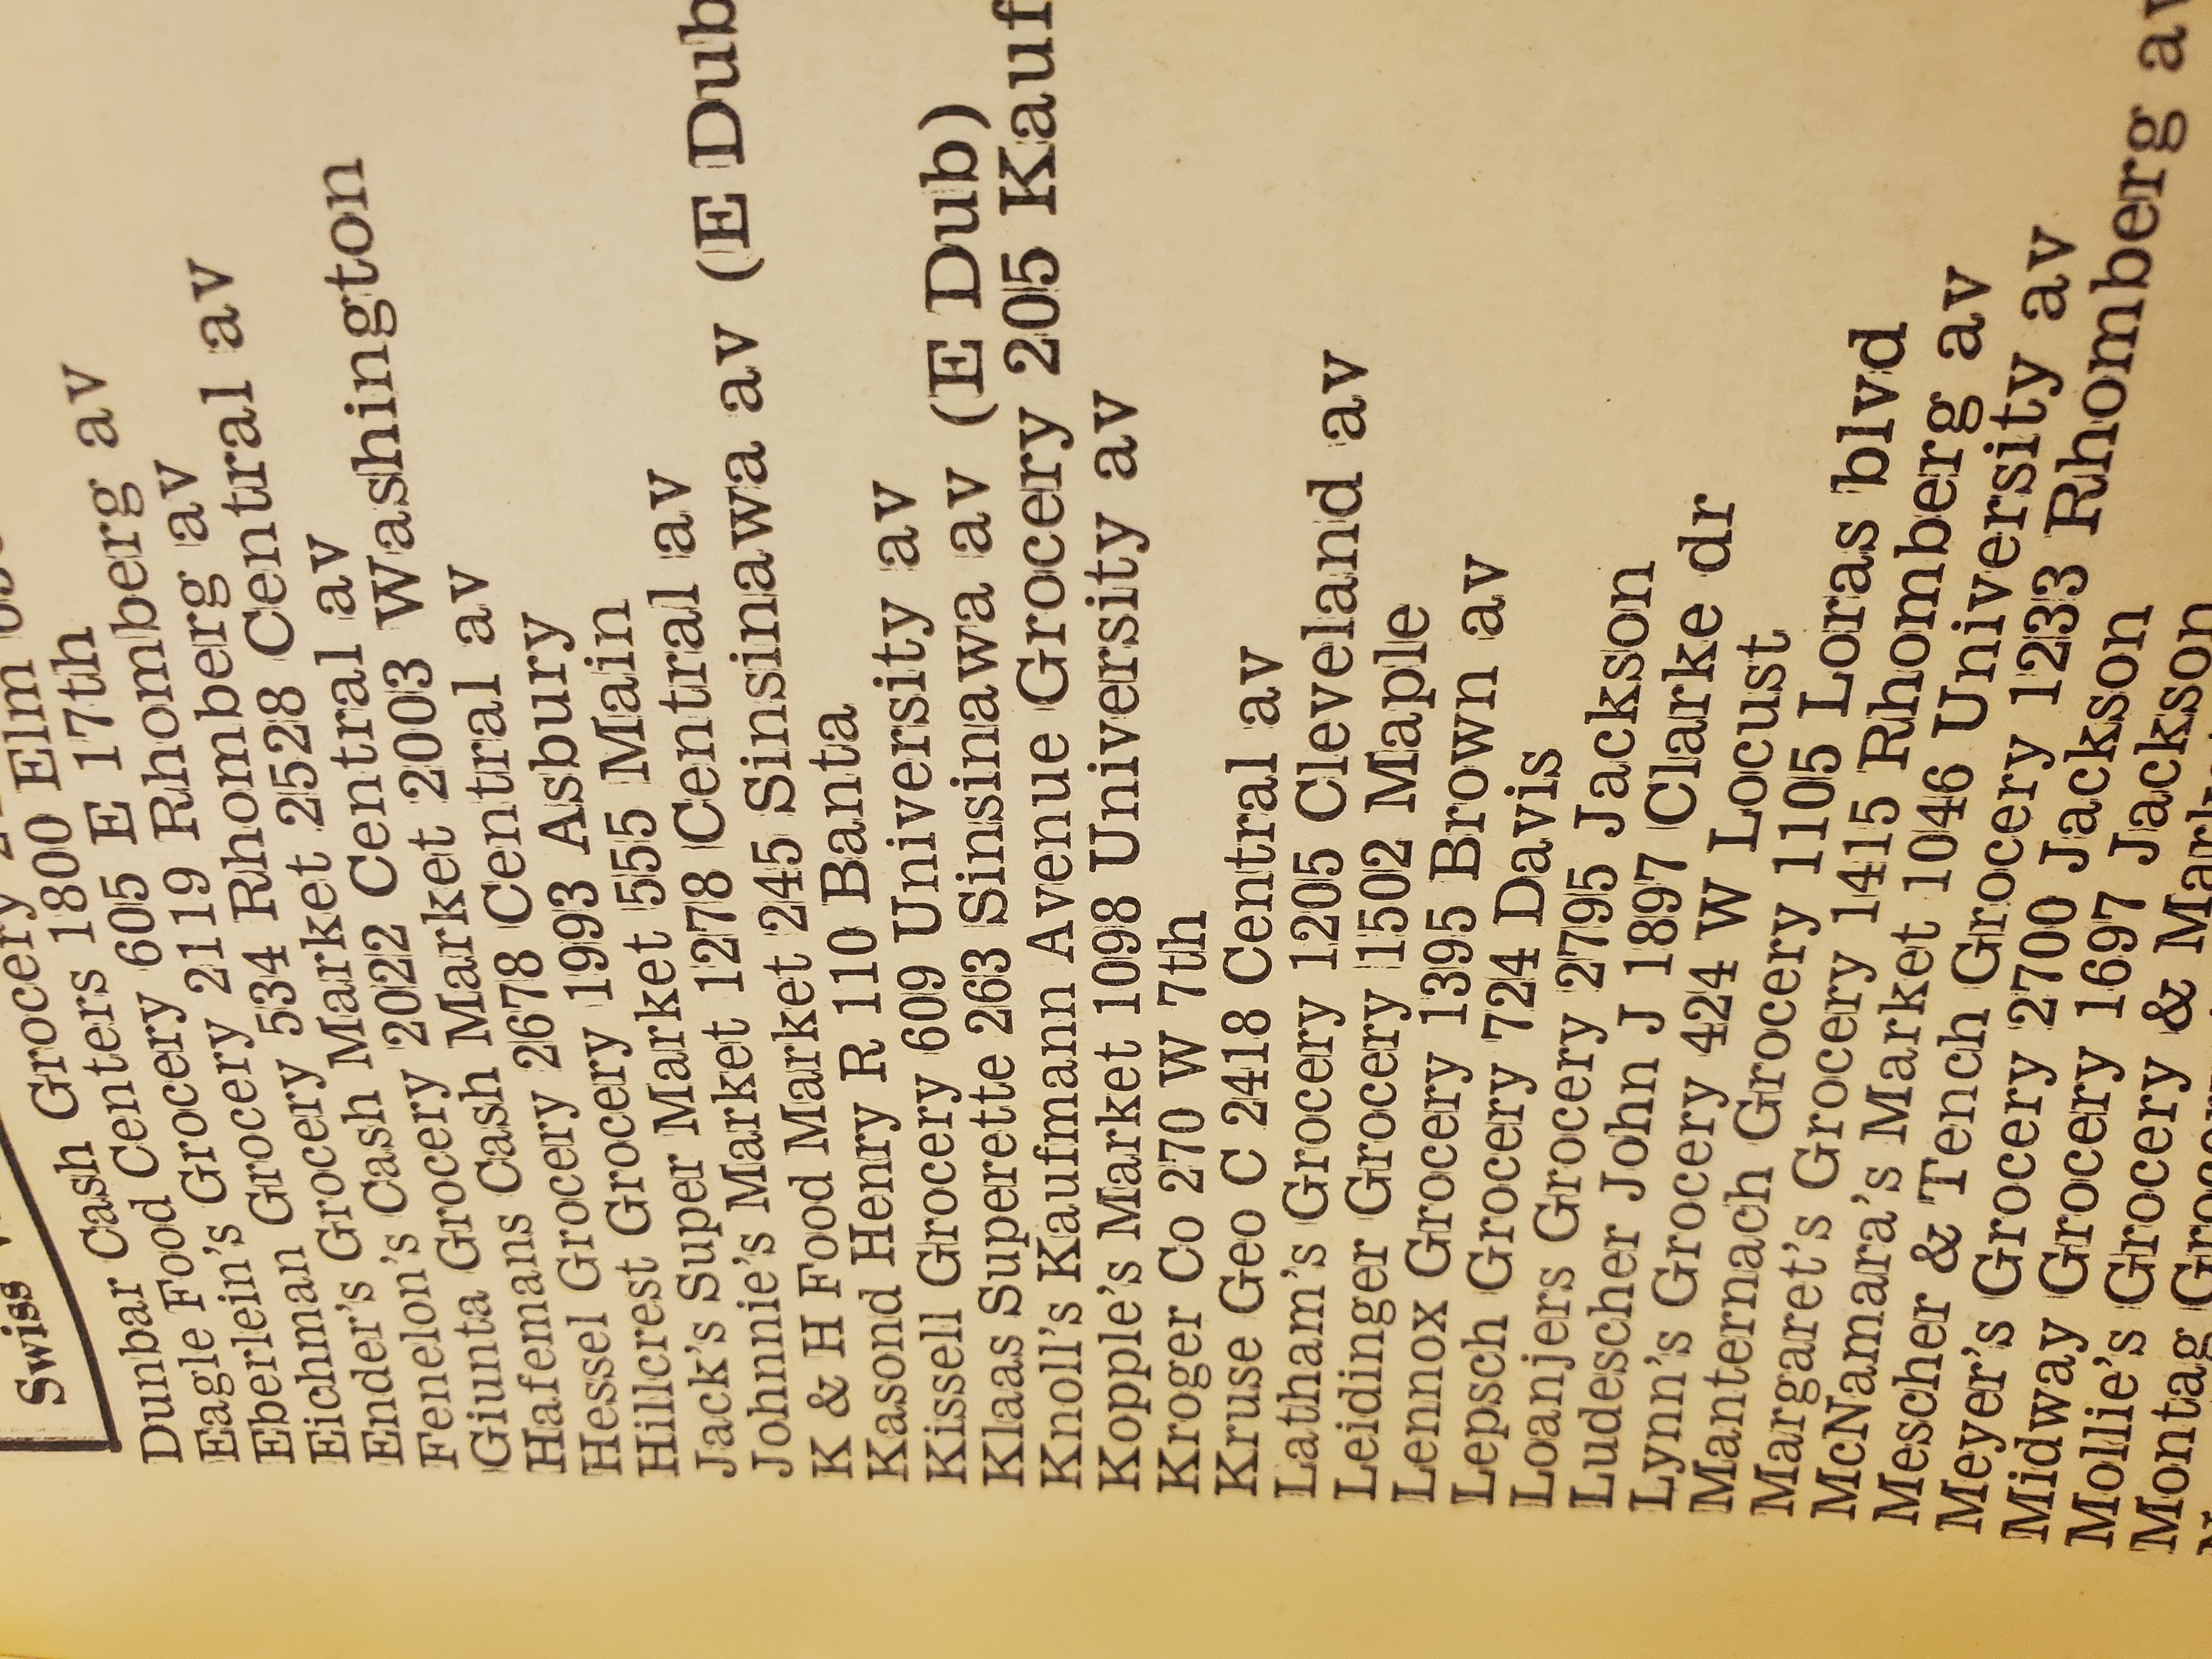 Swiss
Dunbar Cash Grocery Elm
Eagle Food Centers 1800 Elm
Eberlein's Grocery 605 E 17th
Eichman Grocery 2119 Rhomberg av
Ender's Grocery Market 534 Rhomberg av
Fenelon's Cash Market 2528 Central av
Giunta Grocery 2022 Central av
Hafemans Cash Market 2003 Washington
Hessel Grocery 2678 Central av
Hillcrest Grocery 1993 Asbury
Jack's Super Market 555 Main
Johnnie's Market 1278 Central av
K & H Food Market 245 Sinsinawa av (E Dub
Kasond Henry R 110 Banta
Kissell Grocery 609 University av
Klaas Superette 263 Sinsinawa av (E Dub)
Knoll's Kaufmann Avenue Grocery 205 Kauf
Kopple's Market 1098 University av
Kroger Co 270 W 7th
Kruse Geo C 2418 Central av
Latham's Grocery 1205 Cleveland av
Leidinger Grocery 1502 Maple
Lennox Grocery 1395 Brown av
Lepsch Grocery 724 Davis
Loanjers Grocery 2795 Jackson
Ludescher John J 1897 Clarke dr
Lynn's Grocery 424 W Locust
Manternach Grocery 1105 Loras blvd
Margaret's Grocery 1415 Rhomberg av
McNamara's Market 1046 University av
Mescher & Tench Grocery 1233 Rhomberg av
Meyer's Grocery 2700 Jackson
Midway Grocery 1697 Jackson
Mollie's Grocery & Mark
Montag Grocery